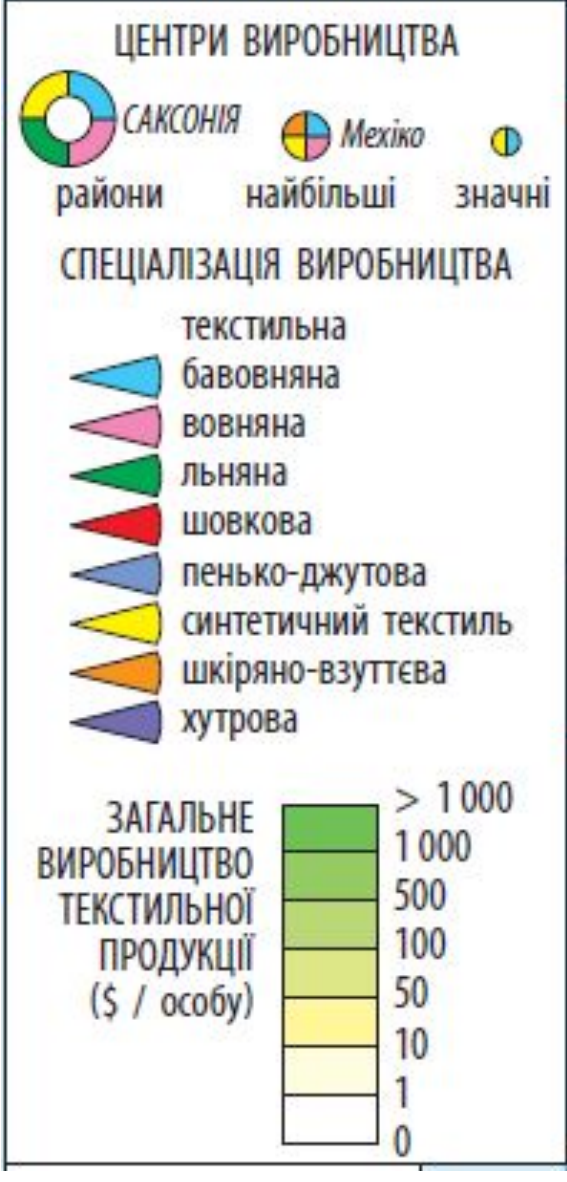 ЦЕНТРИ ВИРОБНИЦТВА
САКСОНІЯ Мехіко
райони найбільші значні
СПЕЦІАЛІЗАЦІЯ ВИРОБНИЦТВА
текстильна
бавовняна
вовняна
льняна
шовкова
пенько-джутова
синтетичний текстиль
шкіряно-взуттєва
хутрова
ЗАГАЛЬНЕ
ВИРОБНИЦТВО
ТЕКСТИЛЬНОЇ
ПРОДУКЦІЇ
($ / особу)
> 1 000
1 000
500
100
50
10
1
0